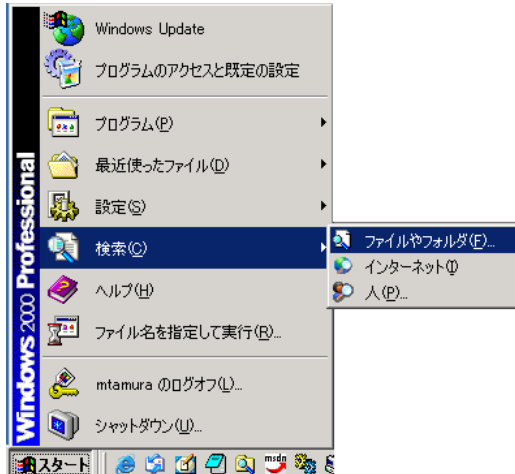 Windows Update
プログラムのアクセスと既定の設定
プログラム(P)
最近使ったファイル(D)
設定(S)
検索(C)
ファイルやフォルダ(F)...
インターネット(I)
人(P)...
ヘルプ(H)
ファイル名を指定して実行(R)...
mtamura のログオフ(L)...
シャットダウン(U)...
Windows 2000 Professional
スタート
msdn